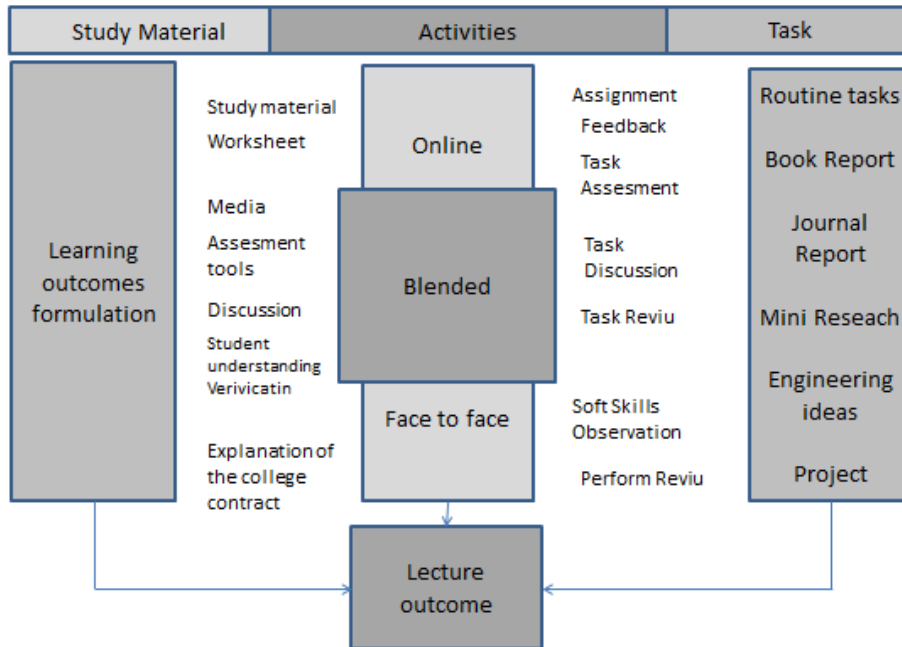 Study Material
Activities
Task
Learning
outcomes
formulation
Study material
Worksheet
Media
Assesment
tools
Discussion
Student
understanding
Verivicatin
Explanation of
the college
contract
Online
Blended
Face to face
Assignment
Feedback
Task
Assesment
Task
Discussion
Task Reviu
Soft Skills
Observation
Perform Reviu
Routine tasks
Book Report
Journal
Report
Mini Reseach
Engineering
ideas
Project
Lecture
outcome